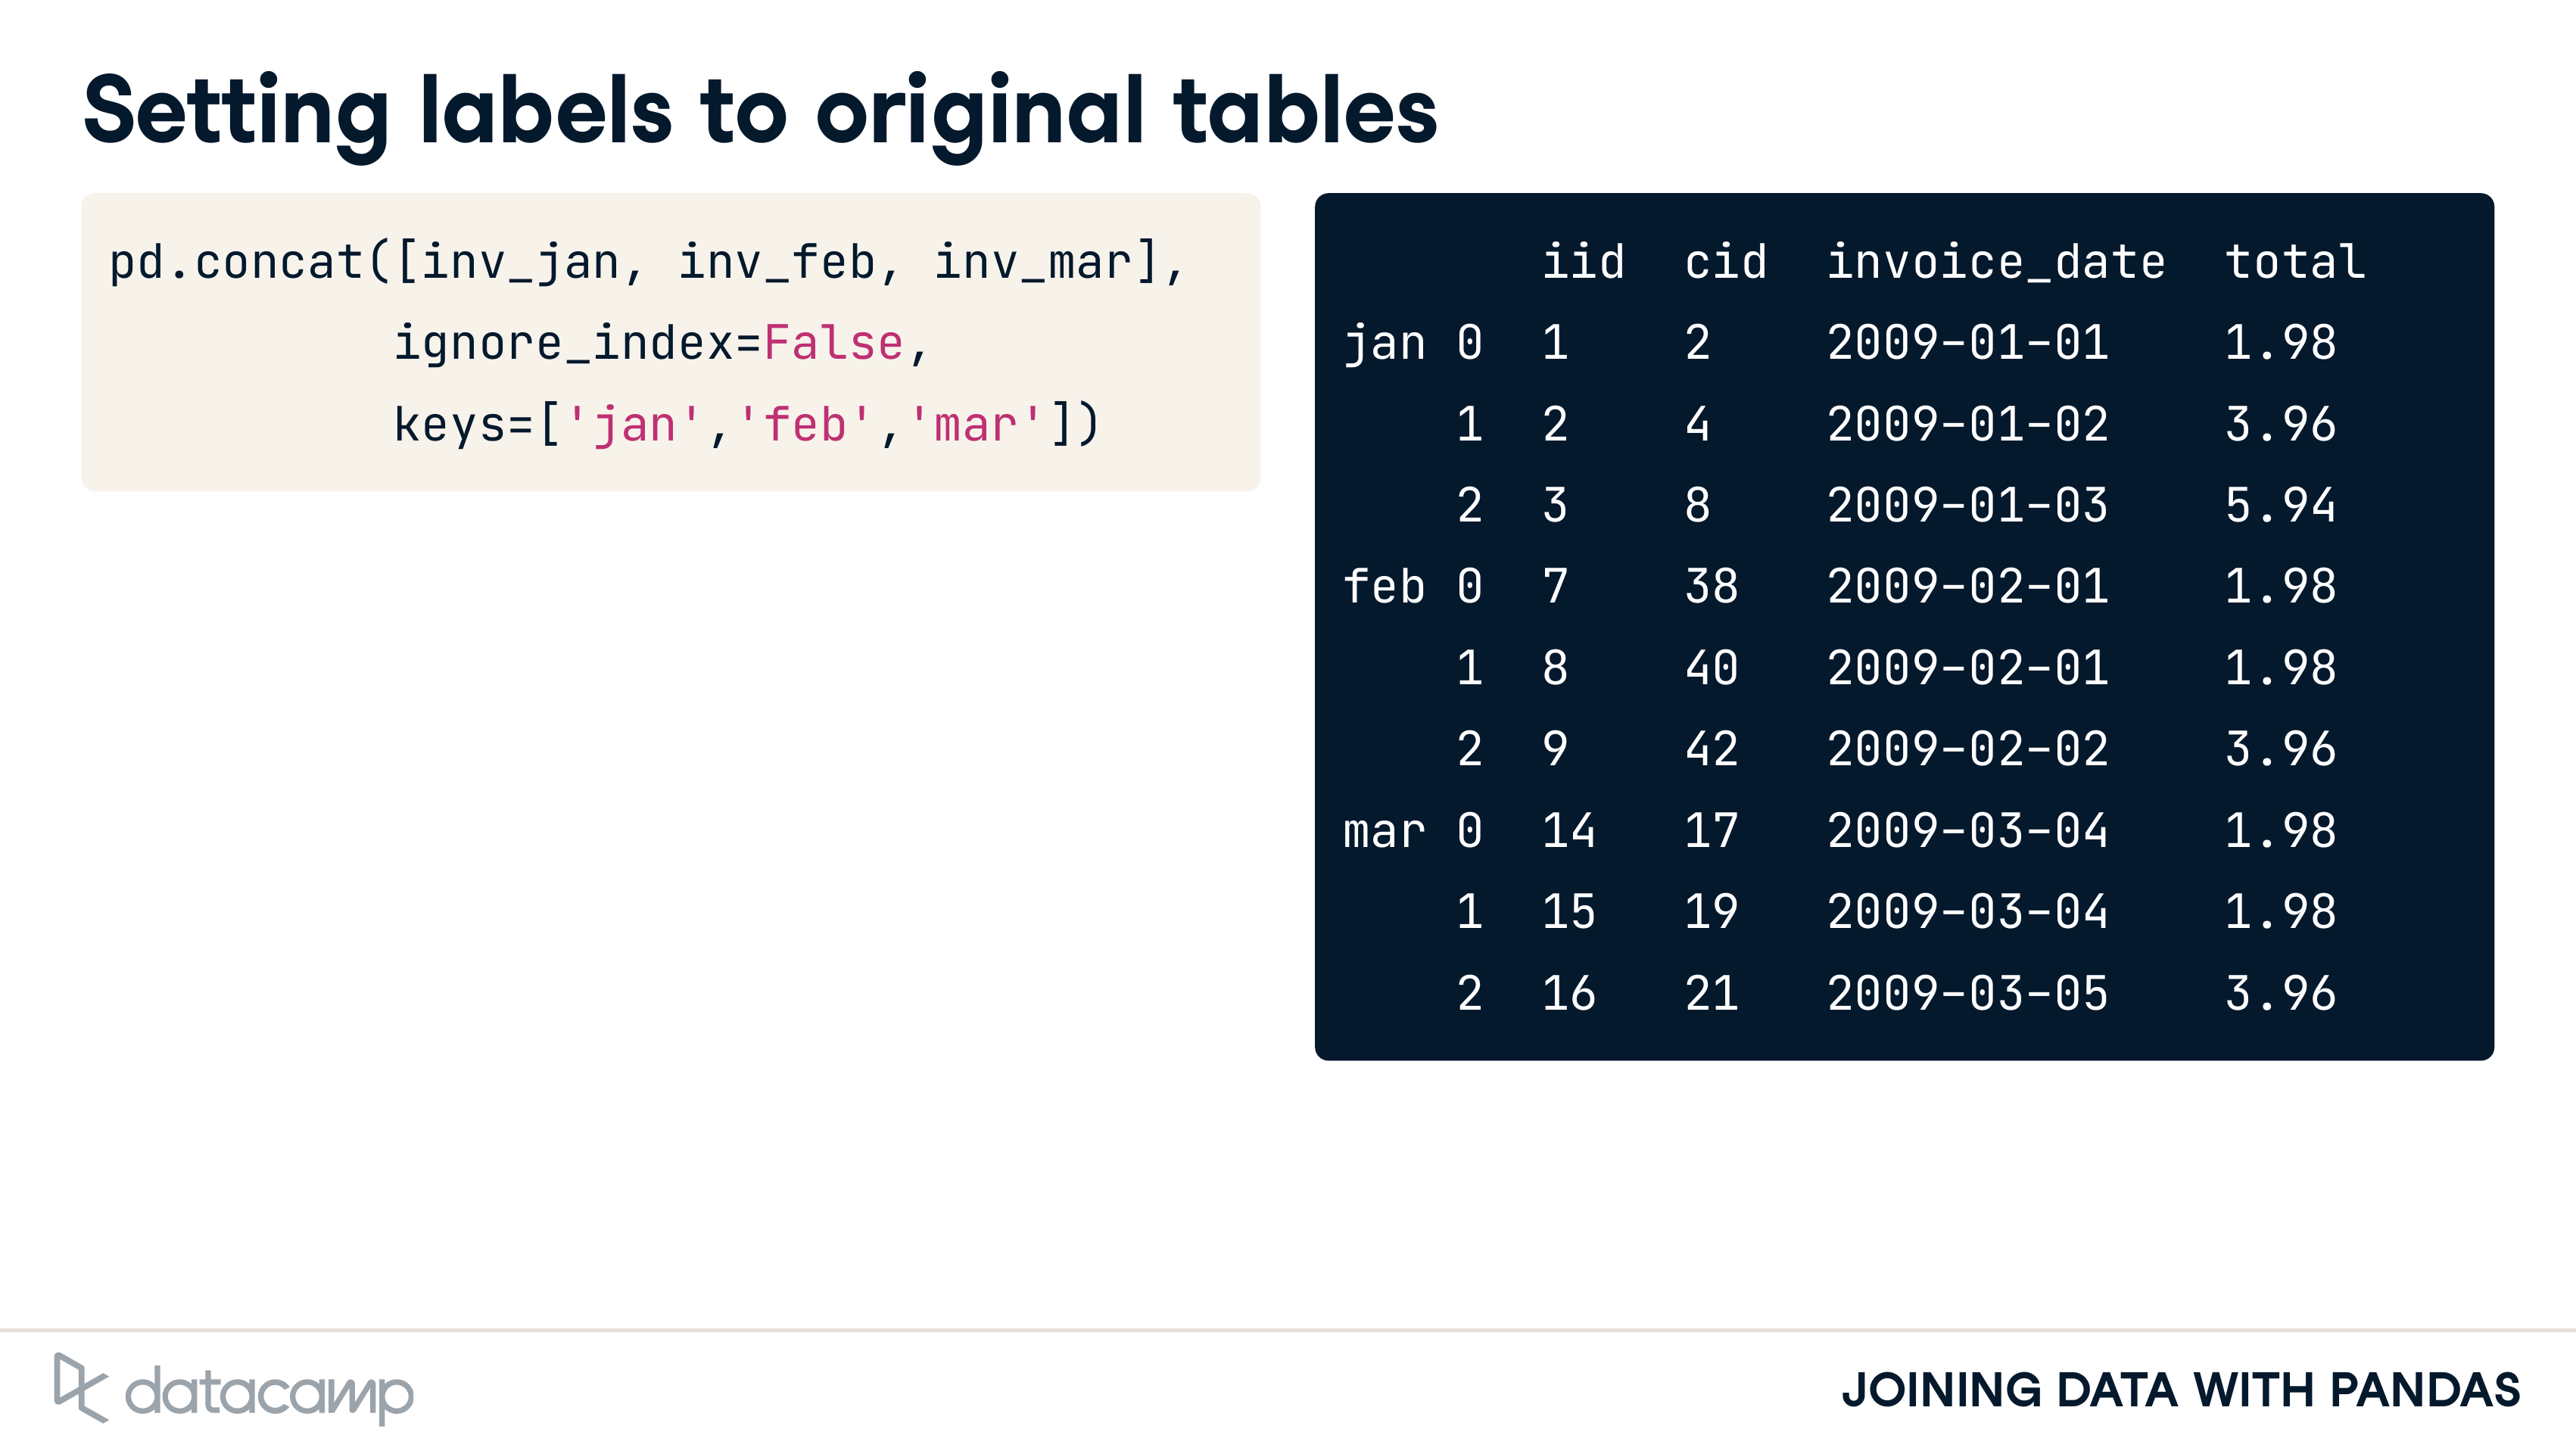 Setting labels to original tables
pd.concat([inv_jan, inv_feb, inv_mar],
ignore_index=False,
keys=['jan','feb','mar'])
iid cid invoice_date total
jan 0 1 2 2009-01-01 1.98
1 2 4 2009-01-02 3.96
2 3 8 2009-01-03 5.94
feb 0 7 38 2009-02-01 1.98
1 8 40 2009-02-01 1.98
2 9 42 2009-02-02 3.96
mar 0 14 17 2009-03-04 1.98
1 15 19 2009-03-04 1.98
2 16 21 2009-03-05 3.96
datacamp
JOINING DATA WITH PANDAS